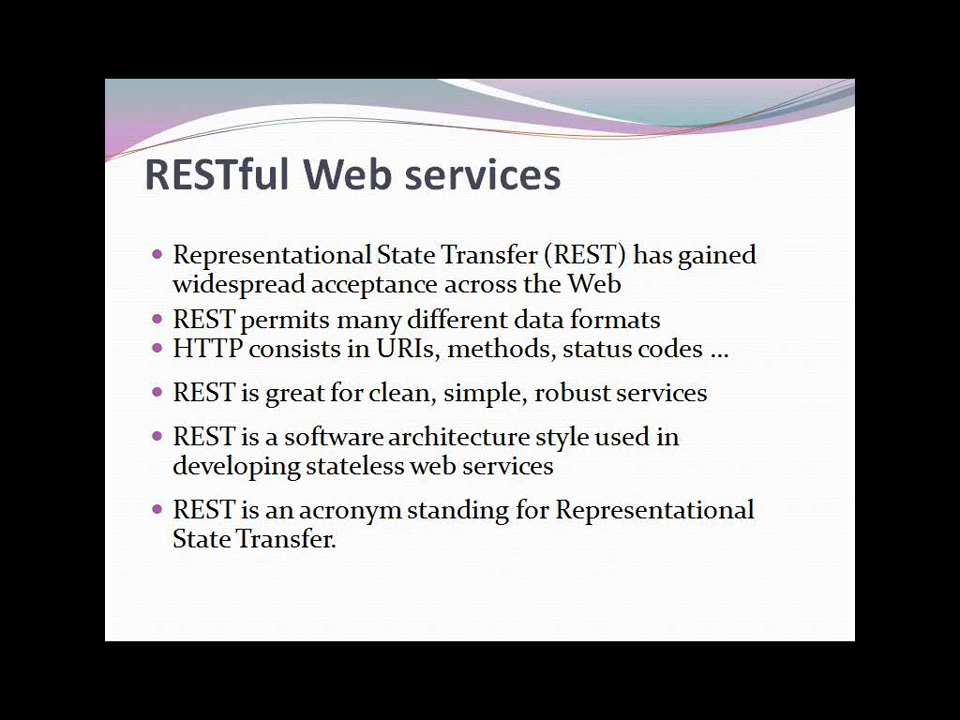 RESTful Web services
• Representational State Transfer (REST) has gained
widespread acceptance across the Web
• REST permits many different data formats
• HTTP consists in URIs, methods, status codes ...
• REST is great for clean, simple, robust services
• REST is a software architecture style used in
developing stateless web services
• REST is an acronym standing for Representational
State Transfer.